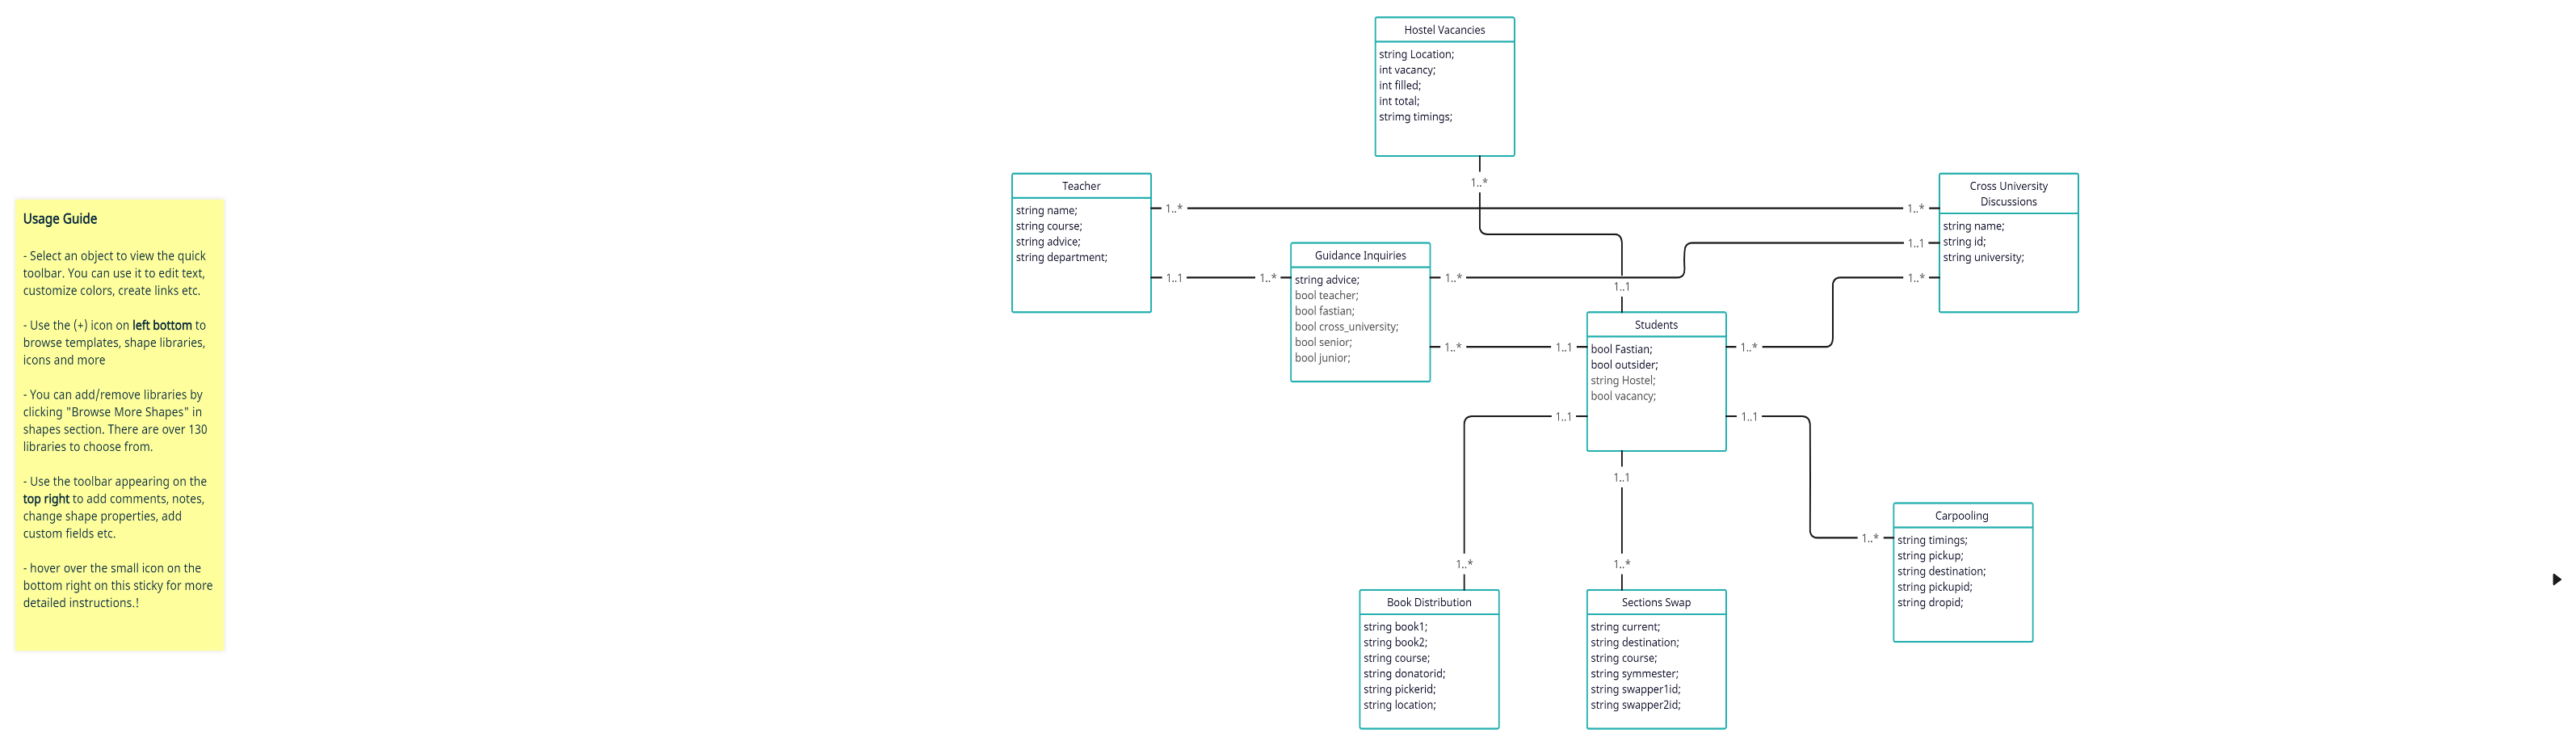 Usage Guide
- Select an object to view the quick
toolbar. You can use it to edit text,
customize colors, create links etc.
- Use the (+) icon on left bottom to
browse templates, shape libraries,
icons and more
- You can add/remove libraries by
clicking "Browse More Shapes" in
shapes section. There are over 130
libraries to choose from.
- Use the toolbar appearing on the
top right to add comments, notes,
change shape properties, add
custom fields etc.
- hover over the small icon on the
bottom right on this sticky for more
detailed instructions.!
Hostel Vacancies
string Location;
int vacancy;
int filled;
int total;
strimg timings;
1..*
Teacher
string name;
string course;
string advice;
string department;
1..*
1..*
1..1
1..*
Cross University
Discussions
string name;
string id;
string university;
Guidance Inquiries
string advice;
bool teacher;
bool fastian;
bool cross_university;
bool senior;
bool junior;
1..*
1..1
1..*
1..1
1..1
Students
bool Fastian;
bool outsider;
string Hostel;
bool vacancy;
1..*
1..*
1..1
1..1
1..1
1..*
1..*
1..*
Carpooling
string timings;
string pickup;
string destination;
string pickupid;
string dropid;
Book Distribution
string book1;
string book2;
string course;
string donatorid;
string pickerid;
string location;
Sections Swap
string current;
string destination;
string course;
string symmester;
string swapper1id;
string swapper2id;